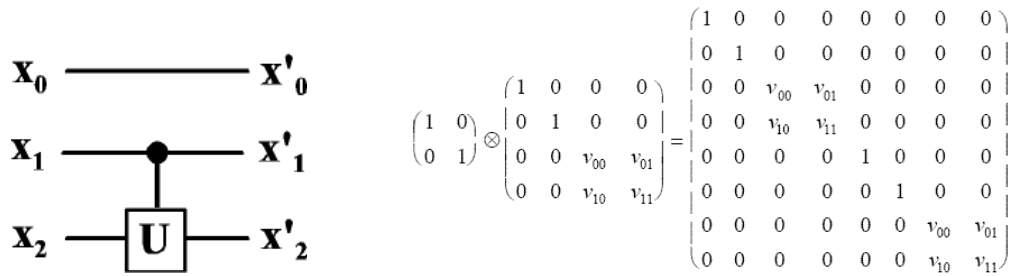 x₀ x'₀
x₁ x'₁
U
x₂ x'₂
( 1 0 ) ⊗ ( 1 0 0 0 ) = ( 1 0 0 0 0 0 0 0 )
( 0 1 ) ( 0 1 0 0 ) ( 0 1 0 0 0 0 0 0 )
( 0 0 v₀₀ v₀₁ ) ( 0 0 v₀₀ v₀₁ 0 0 0 0 )
( 0 0 v₁₀ v₁₁ ) ( 0 0 v₁₀ v₁₁ 0 0 0 0 )
( 0 0 0 0 1 0 0 0 )
( 0 0 0 0 0 1 0 0 )
( 0 0 0 0 0 0 v₀₀ v₀₁ )
( 0 0 0 0 0 0 v₁₀ v₁₁ )